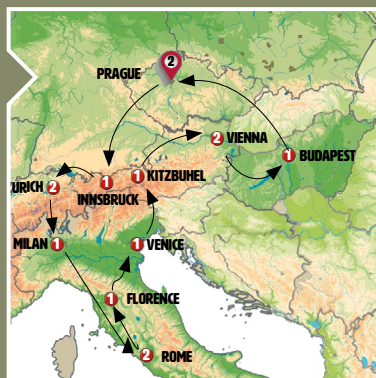 2
PRAGUE
2 VIENNA
1 BUDAPEST
1 KITZBUHEL
1
INNSBRUCK
URICH 2
MILAN 1
1 VENICE
1 FLORENCE
2 ROME